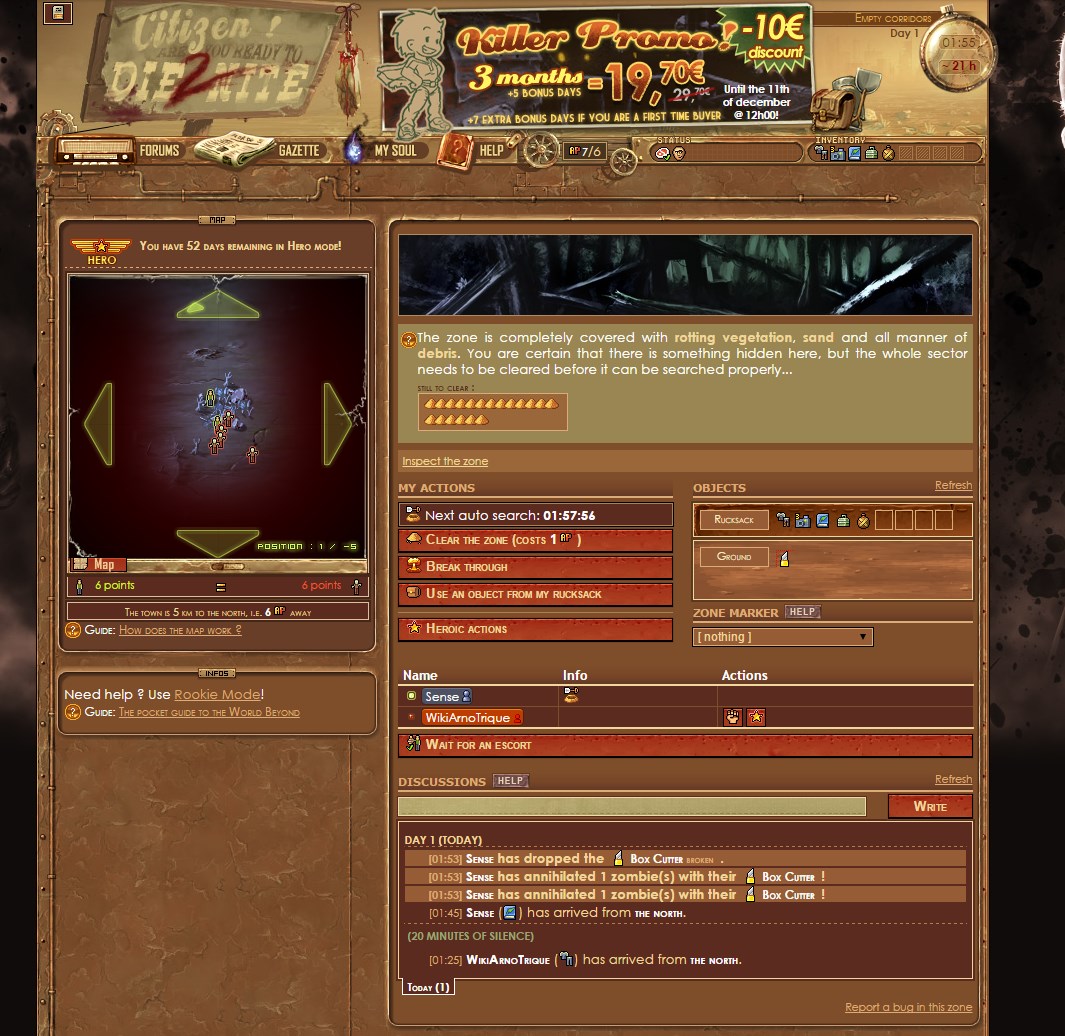 Citizen !
ARE YOU READY TO
DIE2NITE
Killer Promo!
-10€
discount
3 months
+5 BONUS DAYS
=19,70€
29,70€
Until the 11th
of december
@ 12h00!
+7 EXTRA BONUS DAYS IF YOU ARE A FIRST TIME BUYER
Empty corridors
Day 1
01:55
~21 h
FORUMS
GAZETTE
MY SOUL
HELP
AP 7/6
STATUS
INVENTORY
MAP
HERO
You have 52 days remaining in Hero mode!
POSITION : 1 / -5
Map
6 points
=
6 points
The town is 5 km to the north, i.e. 6 AP away
Guide: How does the map work ?
INFOS
Need help ? Use Rookie Mode!
Guide: The pocket guide to the World Beyond
The zone is completely covered with rotting vegetation, sand and all manner of
debris. You are certain that there is something hidden here, but the whole sector
needs to be cleared before it can be searched properly...
still to clear :
Inspect the zone
MY ACTIONS
Next auto search: 01:57:56
Clear the zone (costs 1 AP )
Break through
Use an object from my rucksack
Heroic actions
OBJECTS
Refresh
Rucksack
Ground
ZONE MARKER HELP
[ nothing ]
Name Info Actions
Sense
WikiArnoTrique
Wait for an escort
DISCUSSIONS HELP
Refresh
Write
DAY 1 (TODAY)
[01:53] Sense has dropped the Box Cutter broken .
[01:53] Sense has annihilated 1 zombie(s) with their Box Cutter !
[01:53] Sense has annihilated 1 zombie(s) with their Box Cutter !
[01:45] Sense ( ) has arrived from the north.
(20 MINUTES OF SILENCE)
[01:25] WikiArnoTrique ( ) has arrived from the north.
Today (1)
Report a bug in this zone